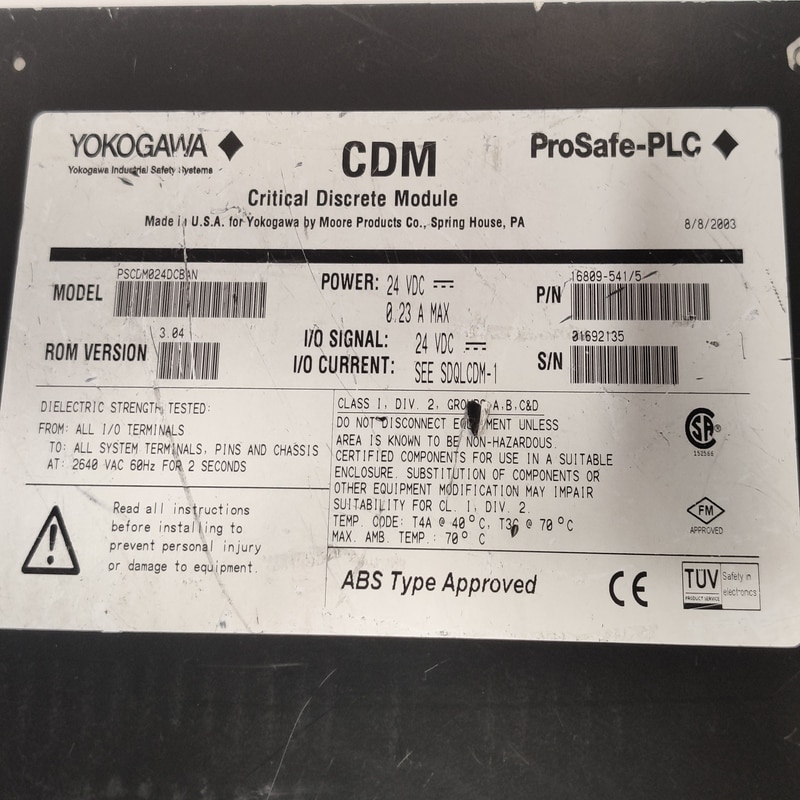 YOKOGAWA
Yokogawa Industrial Safety Systems
CDM
ProSafe-PLC
Critical Discrete Module
Made in U.S.A. for Yokogawa by Moore Products Co., Spring House, PA
8/8/2003
MODEL PSCDM024DCBAN
POWER: 24 VDC
0.23 A MAX
P/N 16809-541/5
ROM VERSION 3.04
I/O SIGNAL: 24 VDC
I/O CURRENT: SEE SDQLCDM-1
S/N 01692135
DIELECTRIC STRENGTH TESTED:
FROM: ALL I/O TERMINALS
TO: ALL SYSTEM TERMINALS, PINS AND CHASSIS
AT: 2640 VAC 60Hz FOR 2 SECONDS
CLASS I, DIV. 2, GROUPS A,B,C&D
DO NOT DISCONNECT EQUIPMENT UNLESS
AREA IS KNOWN TO BE NON-HAZARDOUS.
CERTIFIED COMPONENTS FOR USE IN A SUITABLE
ENCLOSURE. SUBSTITUTION OF COMPONENTS OR
OTHER EQUIPMENT MODIFICATION MAY IMPAIR
SUITABILITY FOR CL. I, DIV. 2.
TEMP. CODE: T4A @ 40°C, T3C @ 70°C
MAX. AMB. TEMP.: 70° C
SA
FM
APPROVED
Read all instructions
before installing to
prevent personal injury
or damage to equipment.
ABS Type Approved
CE
TÜV
PRODUCT SERVICE
Safety in
electronics